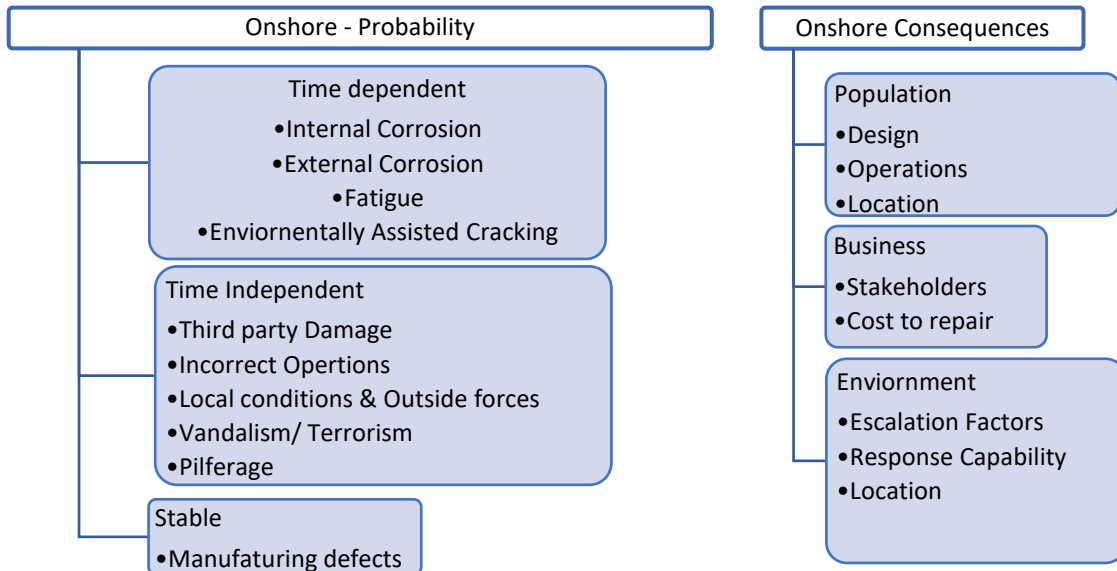 Onshore - Probability
Time dependent
•Internal Corrosion
•External Corrosion
•Fatigue
•Enviornentally Assisted Cracking
Time Independent
•Third party Damage
•Incorrect Opertions
•Local conditions & Outside forces
•Vandalism/ Terrorism
•Pilferage
Stable
•Manufaturing defects
Onshore Consequences
Population
•Design
•Operations
•Location
Business
•Stakeholders
•Cost to repair
Enviornment
•Escalation Factors
•Response Capability
•Location